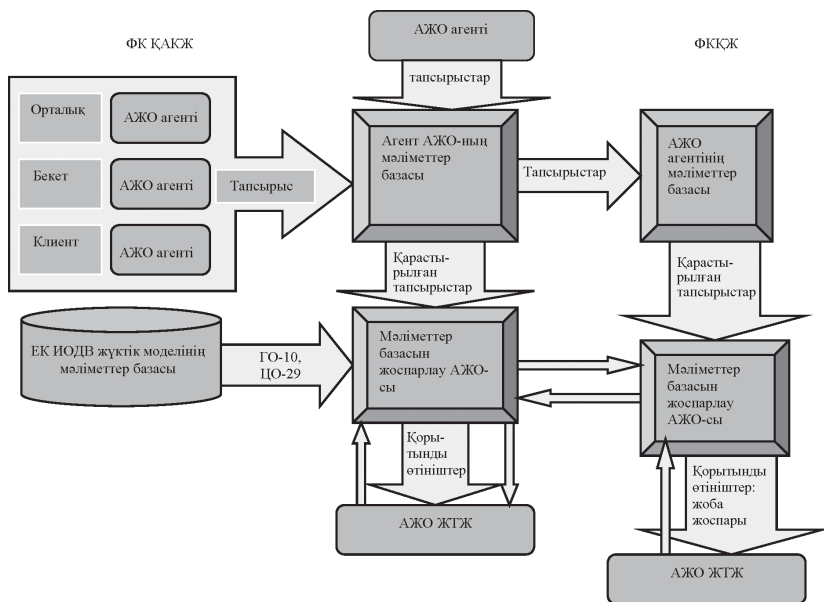 АЖО агенті
ФК ҚАКЖ
ФКҚЖ
тапсырыстар
Орталық
АЖО агенті
Бекет
АЖО агенті
Клиент
АЖО агенті
Тапсырыс
Агент АЖО-ның
мәліметтер
базасы
Тапсырыстар
АЖО
агентінің
мәліметтер
базасы
Қарасты-
рылған
тапсырыстар
Қарасты-
рылған
тапсырыстар
ЕК ИОДВ жүктік моделінің
мәліметтер базасы
ГО-10,
ЦО-29
Мәліметтер
базасын
жоспарлау АЖО-
сы
Мәліметтер
базасын
жоспарлау
АЖО-сы
Қоры-
тынды
өтініштер
Қорытынды
өтініштер:
жоба
жоспары
АЖО ЖТЖ
АЖО ЖТЖ